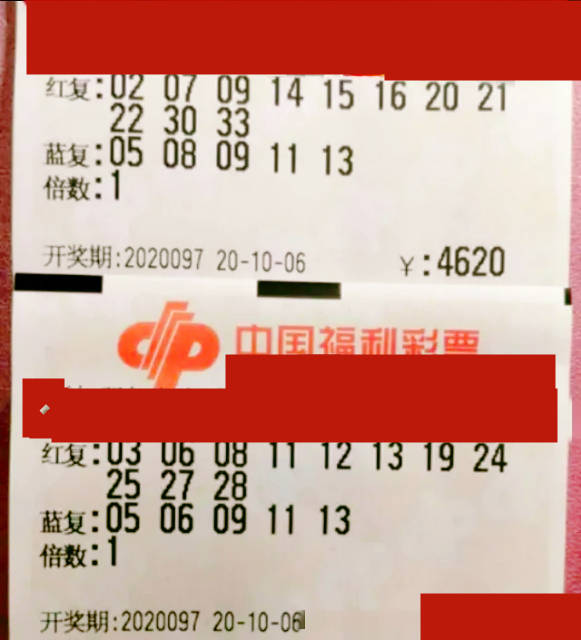 红复:02 07 09 14 15 16 20 21
22 30 33
蓝复:05 08 09 11 13
倍数:1
开奖期:2020097 20-10-06 ¥:4620
中国福利彩票
红复:03 06 08 11 12 13 19 24
25 27 28
蓝复:05 06 09 11 13
倍数:1
开奖期:2020097 20-10-06